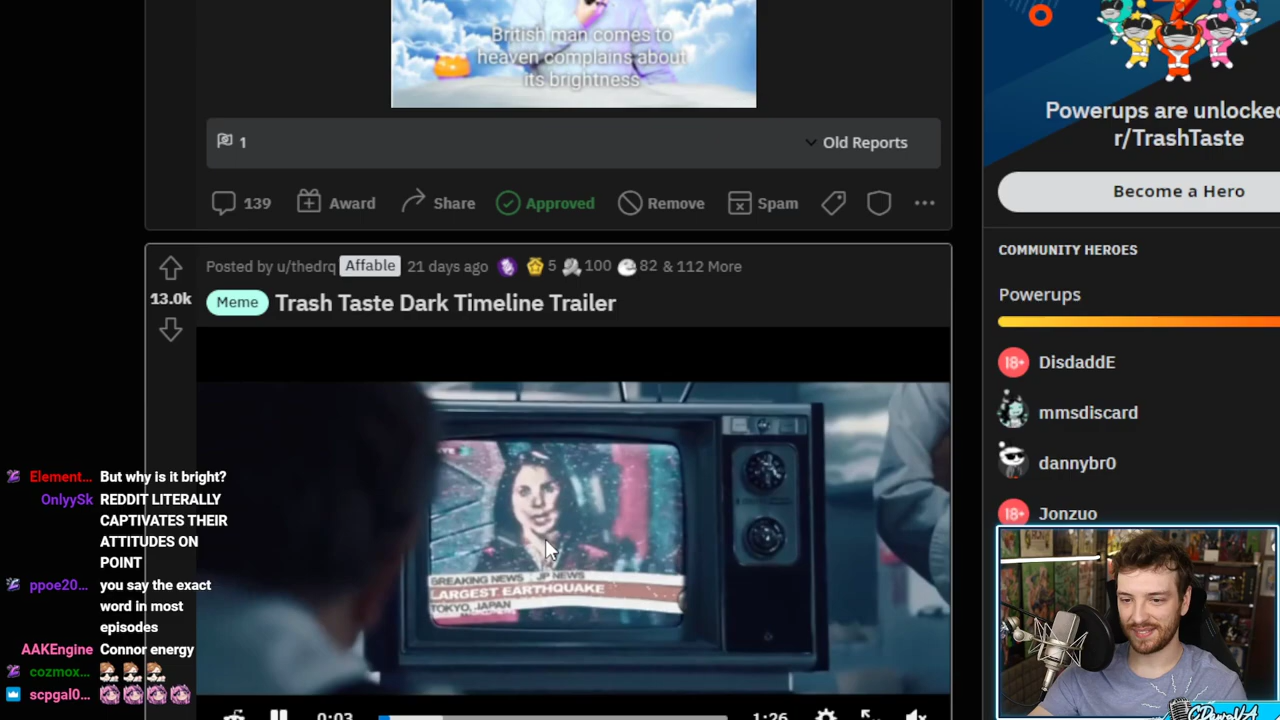 British man comes to
heaven complains about
its brightness
1
Old Reports
139 Award Share Approved Remove Spam
Posted by u/thedrq Affable 21 days ago 5 100 82 & 112 More
13.0k
Meme Trash Taste Dark Timeline Trailer
BREAKING NEWS JP NEWS
LARGEST EARTHQUAKE
TOKYO, JAPAN
0:03
1:26
Powerups are unlocked
r/TrashTaste
Become a Hero
COMMUNITY HEROES
Powerups
18+ DisdaddE
mmsdiscard
dannybr0
18+ Jonzuo
Element... But why is it bright?
OnlyySk REDDIT LITERALLY
CAPTIVATES THEIR
ATTITUDES ON
POINT
ppoe20... you say the exact
word in most
episodes
AAKEngine Connor energy
cozmox...
scpgal0...